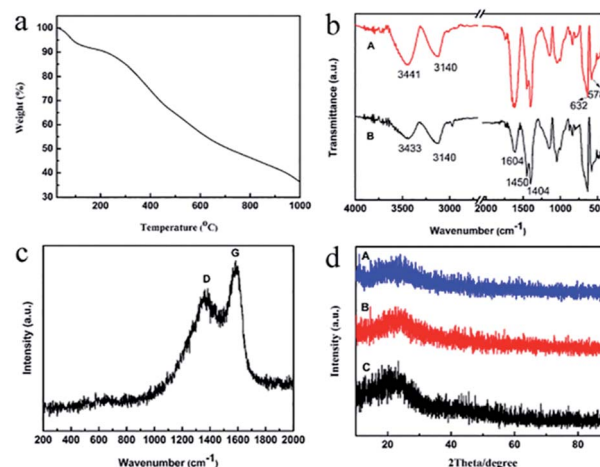 a
100
90
80
70
60
50
40
30
Weight (%)
200 400 600 800 1000
Temperature (°C)
b
A
3441
3140
632
578
B
3433
3140
1604
1450
1404
Transmittance (a.u.)
4000 3500 3000 2000 1500 1000 500
Wavenumber (cm-1)
c
D
G
Intensity (a.u.)
200 400 600 800 1000 1200 1400 1600 1800 2000
Wavenumber (cm-1)
d
A
B
C
Intensity (a.u.)
20 40 60 80
2Theta/degree